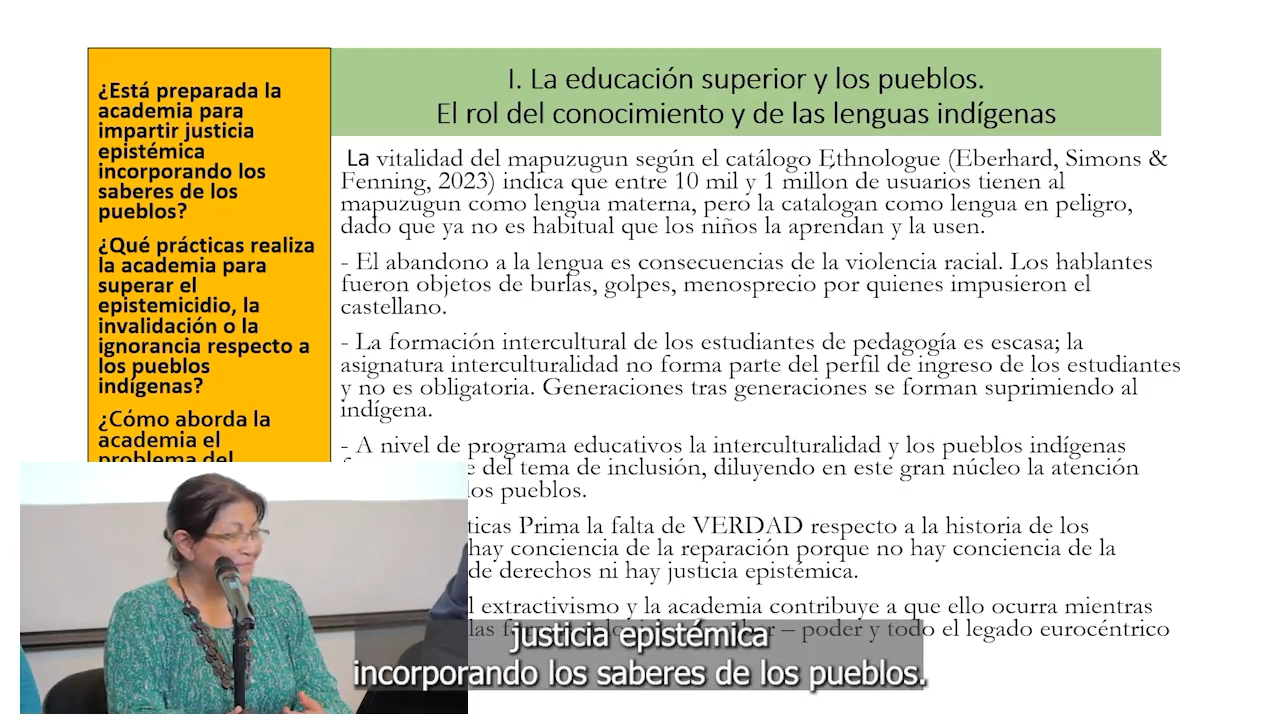 ¿Está preparada la
academia para
impartir justicia
epistémica
incorporando los
saberes de los
pueblos?
¿Qué prácticas realiza
la academia para
superar el
epistemicidio, la
invalidación o la
ignorancia respecto a
los pueblos
indígenas?
¿Cómo aborda la
academia el
problema del
I. La educación superior y los pueblos.
El rol del conocimiento y de las lenguas indígenas
La vitalidad del mapuzugun según el catálogo Ethnologue (Eberhard, Simons &
Fenning, 2023) indica que entre 10 mil y 1 millón de usuarios tienen al
mapuzugun como lengua materna, pero la catalogan como lengua en peligro,
dado que ya no es habitual que los niños la aprendan y la usen.
- El abandono a la lengua es consecuencias de la violencia racial. Los hablantes
fueron objetos de burlas, golpes, menosprecio por quienes impusieron el
castellano.
- La formación intercultural de los estudiantes de pedagogía es escasa; la
asignatura interculturalidad no forma parte del perfil de ingreso de los estudiantes
y no es obligatoria. Generaciones tras generaciones se forman suprimiendo al
indígena.
- A nivel de programa educativos la interculturalidad y los pueblos indígenas
del tema de inclusión, diluyendo en este gran núcleo la atención
los pueblos.
Prima la falta de VERDAD respecto a la historia de los
hay conciencia de la reparación porque no hay conciencia de la
de derechos ni hay justicia epistémica.
extractivismo y la academia contribuye a que ello ocurra mientras
las – poder y todo el legado eurocéntrico
justicia epistémica
incorporando los saberes de los pueblos.